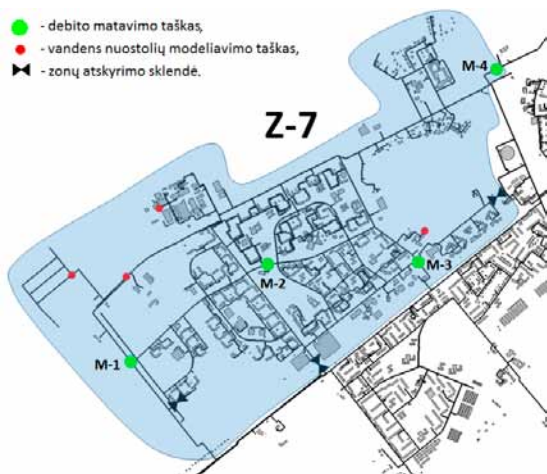 - debito matavimo taškas,
- vandens nuostolių modeliavimo taškas,
- zonų atskyrimo sklendė.
M-4
Z-7
M-2
M-3
M-1